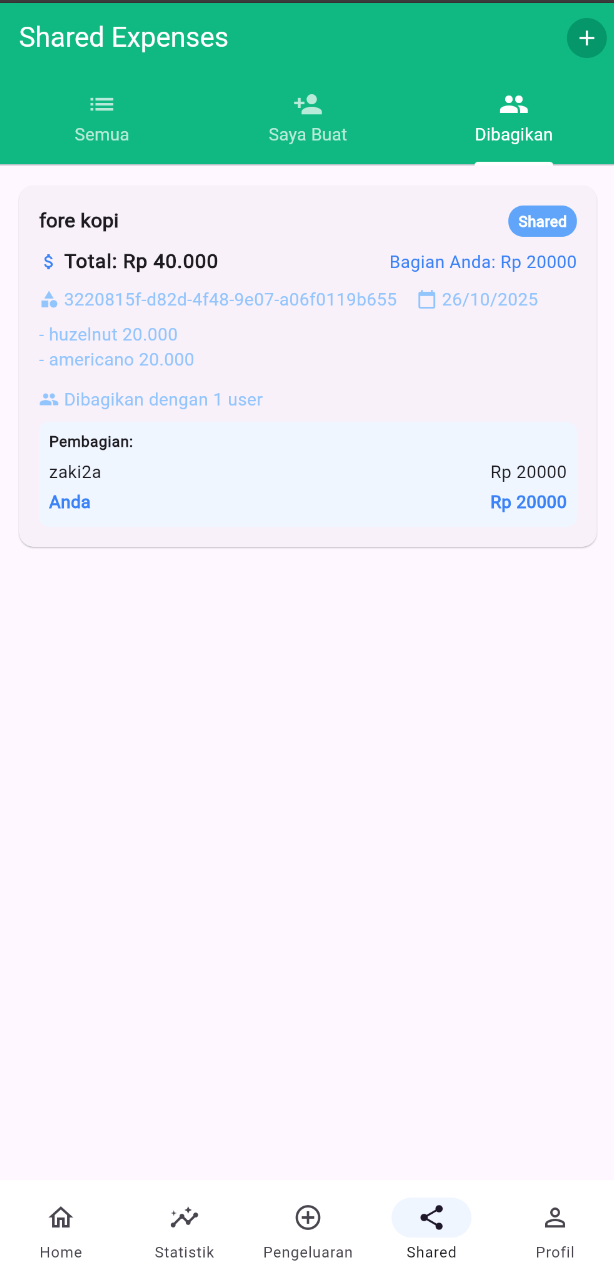 Shared Expenses
Semua
Saya Buat
Dibagikan
fore kopi
Shared
$ Total: Rp 40.000
Bagian Anda: Rp 20000
3220815f-d82d-4f48-9e07-a06f0119b655
26/10/2025
- huzelnut 20.000
- americano 20.000
Dibagikan dengan 1 user
Pembagian:
zaki2a
Rp 20000
Anda
Rp 20000
Home
Statistik
Pengeluaran
Shared
Profil